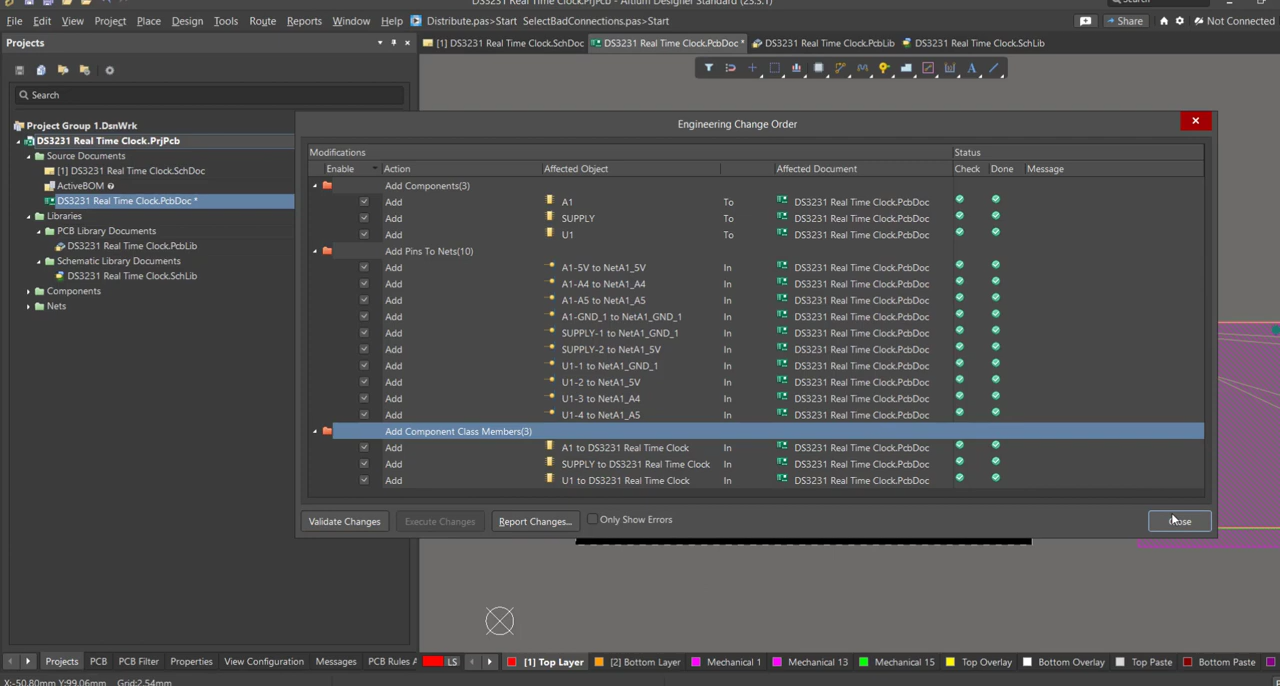 DS3231 Real Time Clock.PrjPcb - Altium Designer Standard (23.3.1)
Search
File Edit View Project Place Design Tools Route Reports Window Help Distribute.pas>Start SelectBadConnections.pas>Start Share Not Connected
Projects
[1] DS3231 Real Time Clock.SchDoc DS3231 Real Time Clock.PcbDoc * DS3231 Real Time Clock.PcbLib DS3231 Real Time Clock.SchLib
Search
Project Group 1.DsnWrk
DS3231 Real Time Clock.PrjPcb
Source Documents
[1] DS3231 Real Time Clock.SchDoc
ActiveBOM
DS3231 Real Time Clock.PcbDoc *
Libraries
PCB Library Documents
DS3231 Real Time Clock.PcbLib
Schematic Library Documents
DS3231 Real Time Clock.SchLib
Components
Nets
Engineering Change Order
Modifications Status
Enable Action Affected Object Affected Document Check Done Message
Add Components(3)
Add A1 To DS3231 Real Time Clock.PcbDoc
Add SUPPLY To DS3231 Real Time Clock.PcbDoc
Add U1 To DS3231 Real Time Clock.PcbDoc
Add Pins To Nets(10)
Add A1-5V to NetA1_5V In DS3231 Real Time Clock.PcbDoc
Add A1-A4 to NetA1_A4 In DS3231 Real Time Clock.PcbDoc
Add A1-A5 to NetA1_A5 In DS3231 Real Time Clock.PcbDoc
Add A1-GND_1 to NetA1_GND_1 In DS3231 Real Time Clock.PcbDoc
Add SUPPLY-1 to NetA1_GND_1 In DS3231 Real Time Clock.PcbDoc
Add SUPPLY-2 to NetA1_5V In DS3231 Real Time Clock.PcbDoc
Add U1-1 to NetA1_GND_1 In DS3231 Real Time Clock.PcbDoc
Add U1-2 to NetA1_5V In DS3231 Real Time Clock.PcbDoc
Add U1-3 to NetA1_A4 In DS3231 Real Time Clock.PcbDoc
Add U1-4 to NetA1_A5 In DS3231 Real Time Clock.PcbDoc
Add Component Class Members(3)
Add A1 to DS3231 Real Time Clock In DS3231 Real Time Clock.PcbDoc
Add SUPPLY to DS3231 Real Time Clock In DS3231 Real Time Clock.PcbDoc
Add U1 to DS3231 Real Time Clock In DS3231 Real Time Clock.PcbDoc
Validate Changes Execute Changes Report Changes... Only Show Errors Close
Projects PCB PCB Filter Properties View Configuration Messages PCB Rules A LS [1] Top Layer [2] Bottom Layer Mechanical 1 Mechanical 13 Mechanical 15 Top Overlay Bottom Overlay Top Paste Bottom Paste
X:-50.80mm Y:99.06mm Grid:2.54mm